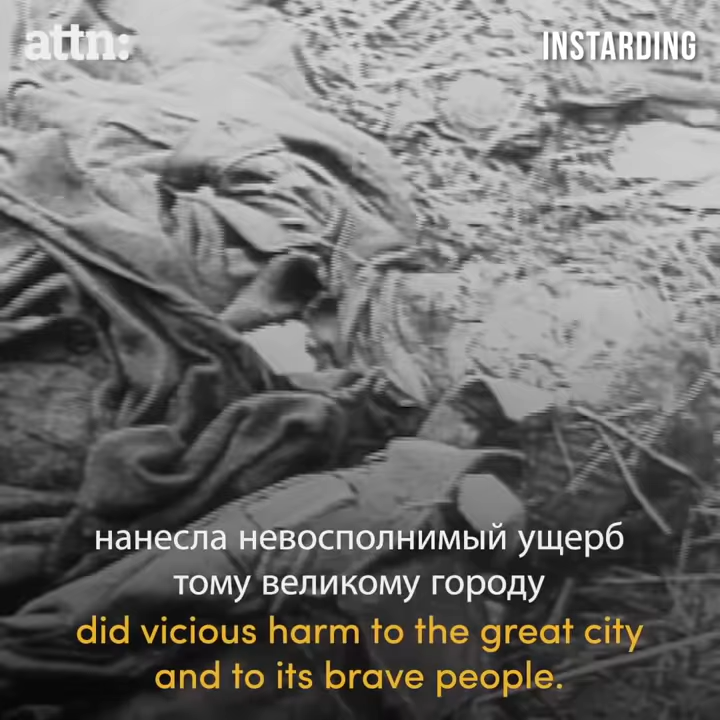 attn:
INSTARDING
нанесла невосполнимый ущерб
тому великому городу
did vicious harm to the great city
and to its brave people.